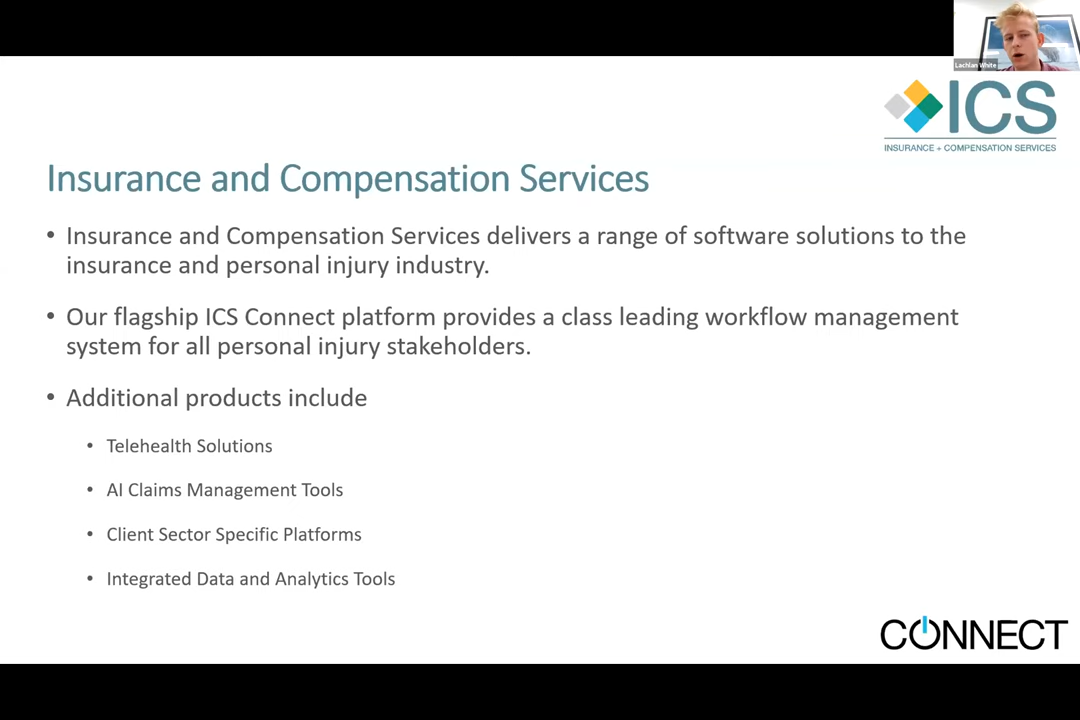 Lachlan White
ICS
INSURANCE + COMPENSATION SERVICES
Insurance and Compensation Services
• Insurance and Compensation Services delivers a range of software solutions to the
insurance and personal injury industry.
• Our flagship ICS Connect platform provides a class leading workflow management
system for all personal injury stakeholders.
• Additional products include
• Telehealth Solutions
• AI Claims Management Tools
• Client Sector Specific Platforms
• Integrated Data and Analytics Tools
CONNECT